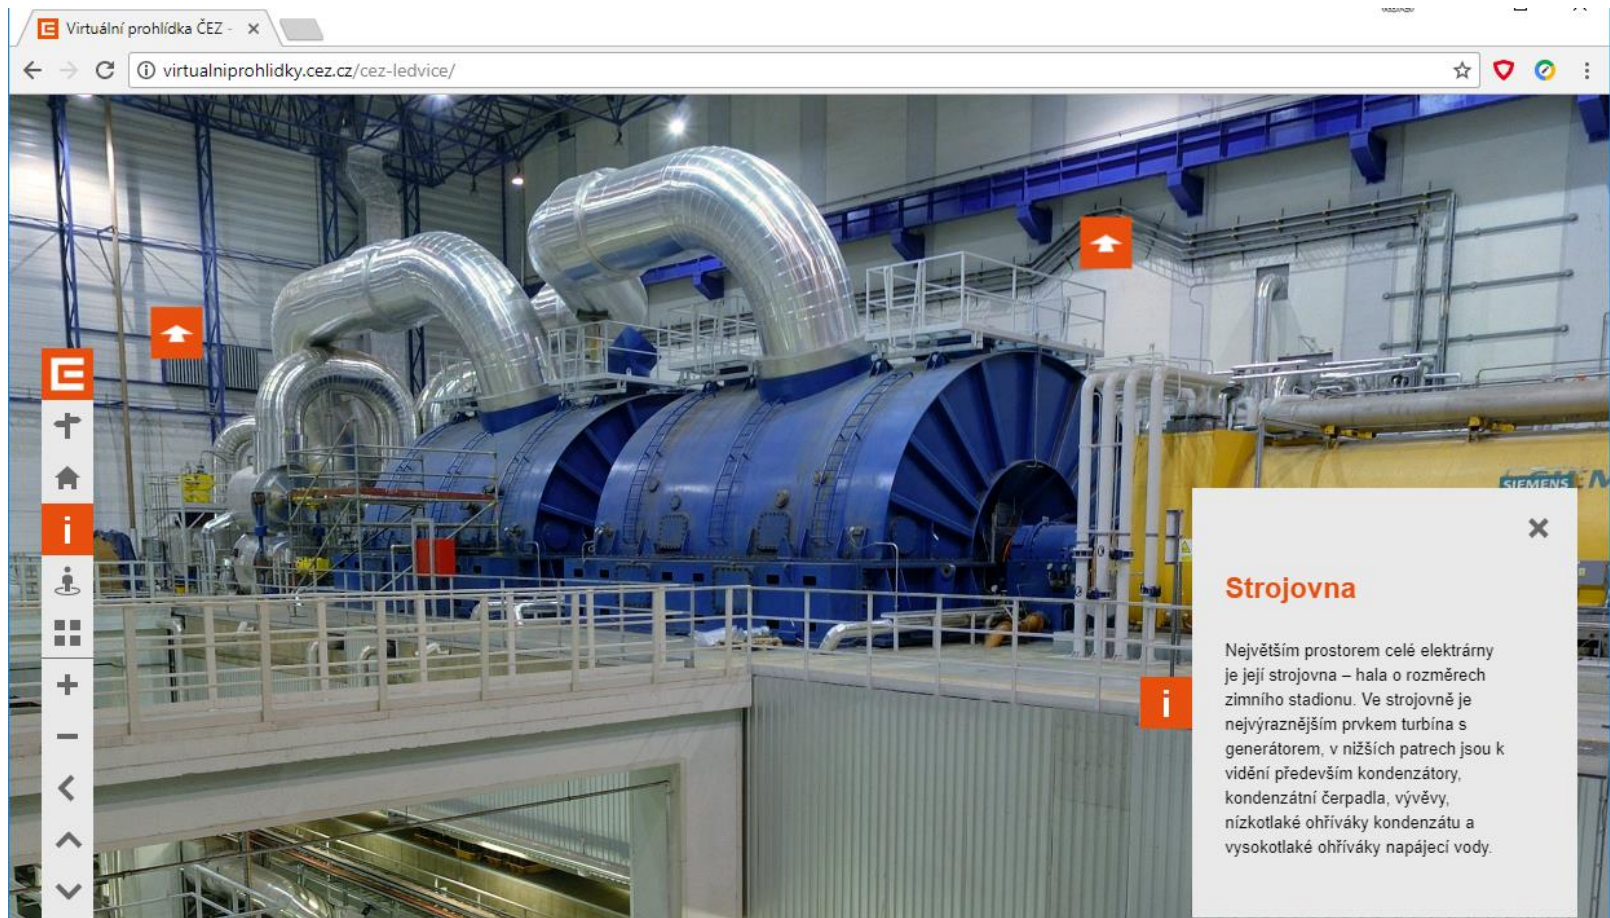 Virtuální prohlídka ČEZ -
virtualniprohlidky.cez.cz/cez-ledvice/
SIEMENS
Strojovna
Největším prostorem celé elektrárny
je její strojovna – hala o rozměrech
zimního stadionu. Ve strojovně je
nejvýraznějším prvkem turbína s
generátorem, v nižších patrech jsou k
vidění především kondenzátory,
kondenzátní čerpadla, vývěvy,
nízkotlaké ohříváky kondenzátu a
vysokotlaké ohříváky napájecí vody.